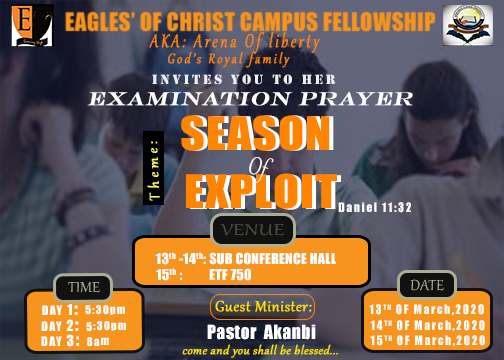 EAGLES' OF CHRIST CAMPUS FELLOWSHIP
AKA: Arena Of liberty
God's Royal family
INVITES YOU TO HER
EXAMINATION PRAYER
Theme:
SEASON
Of
EXPLOIT
Daniel 11:32
VENUE
13th -14th: SUB CONFERENCE HALL
15th : ETF 750
TIME
DAY 1: 5:30pm
DAY 2: 5:30pm
DAY 3: 8am
Guest Minister:
Pastor Akanbi
come and you shall be blessed...
DATE
13TH OF March,2020
14TH OF March,2020
15TH OF March,2020